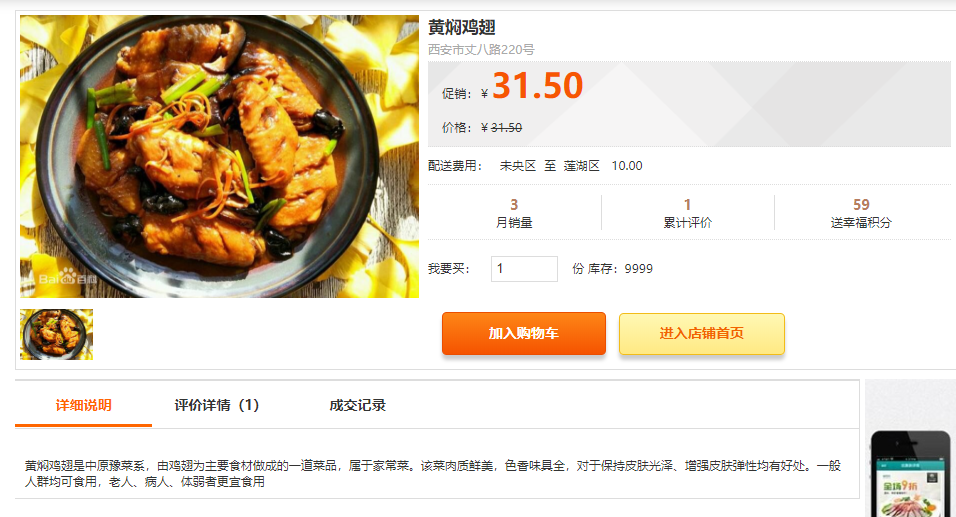 黄焖鸡翅
西安市丈八路220号
促销：¥ 31.50
价格：¥ 31.50
配送费用： 未央区 至 莲湖区 10.00
3 1 59
月销量 累计评价 送幸福积分
我要买： 1 份 库存：9999
Baidu百科
加入购物车 进入店铺首页
详细说明 评价详情（1） 成交记录
黄焖鸡翅是中原豫菜系，由鸡翅为主要食材做成的一道菜品，属于家常菜。该菜肉质鲜美，色香味具全，对于保持皮肤光泽、增强皮肤弹性均有好处。一般
人群均可食用，老人、病人、体弱者更宜食用
全场9折